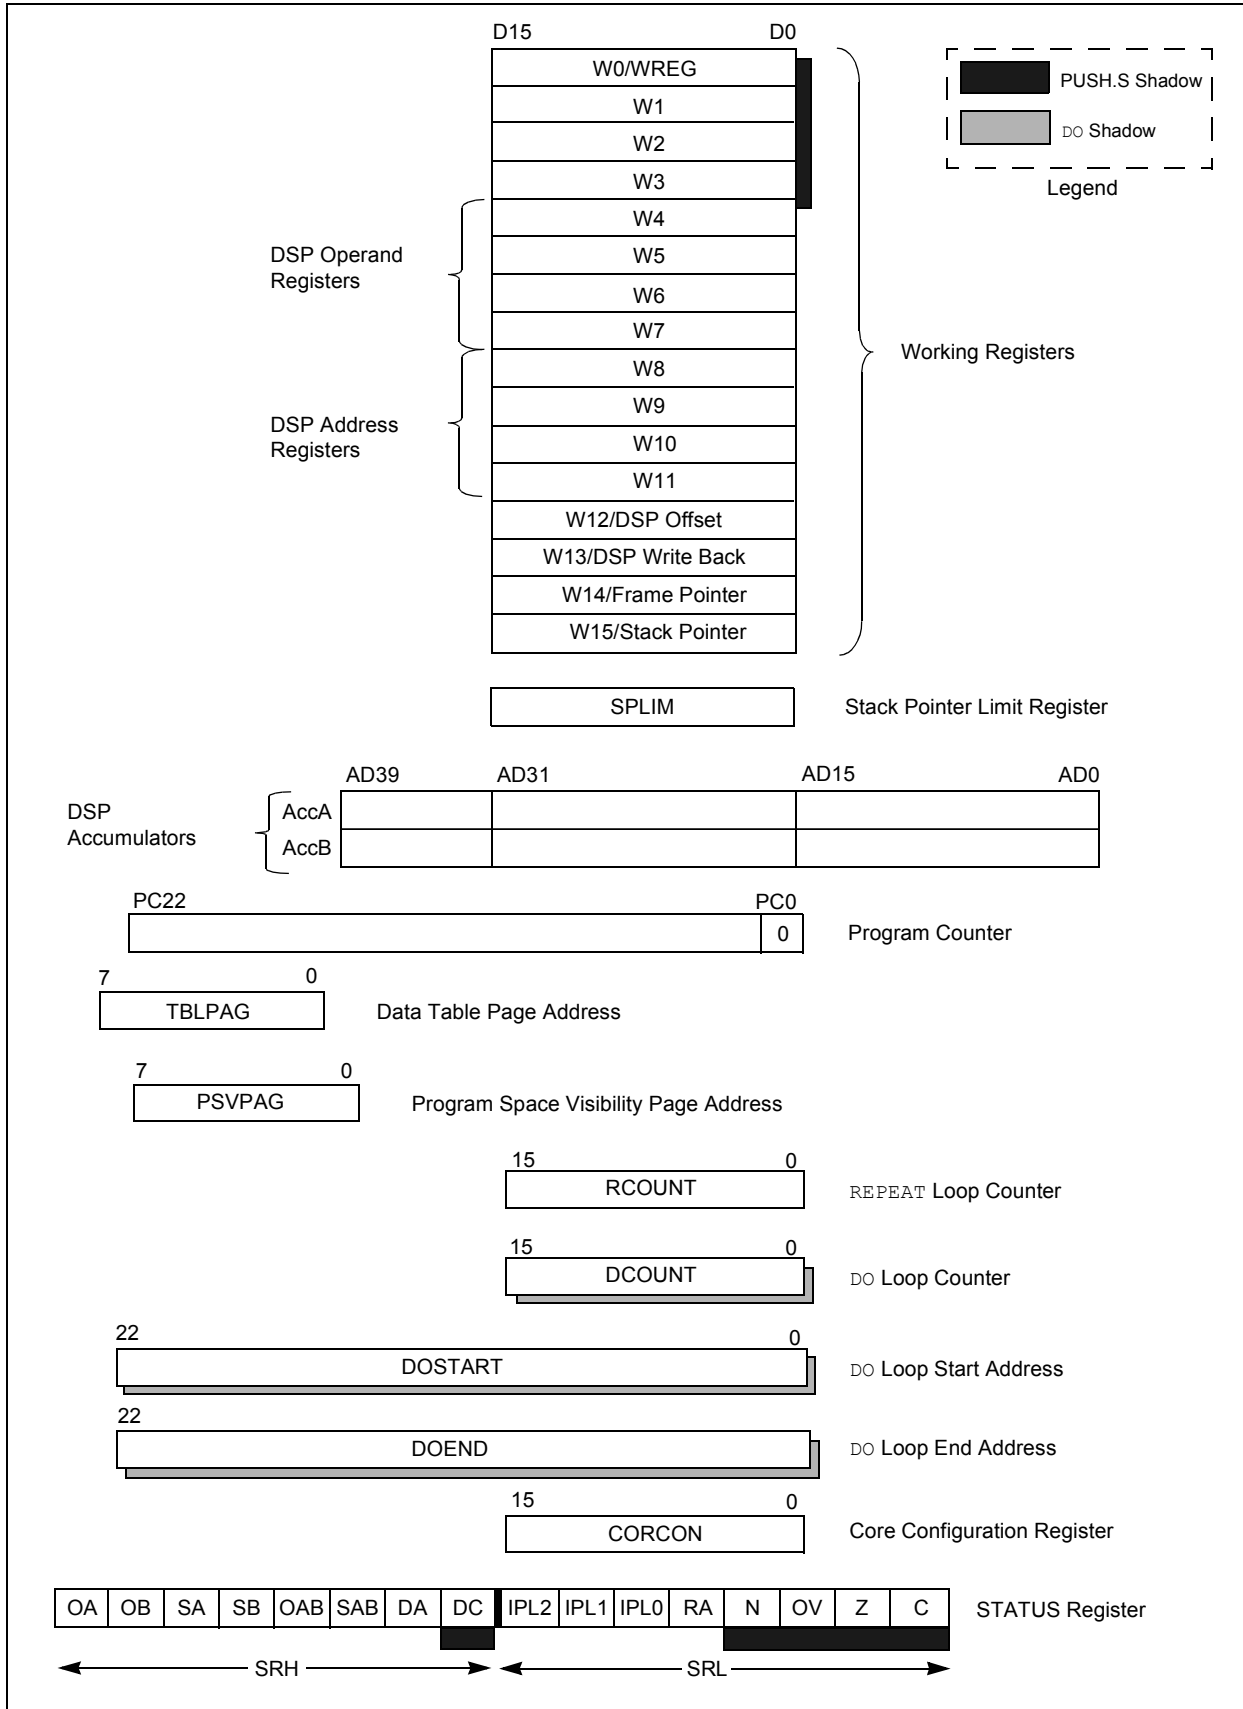 D15 D0
W0/WREG
W1
W2
W3
W4
W5
W6
W7
W8
W9
W10
W11
W12/DSP Offset
W13/DSP Write Back
W14/Frame Pointer
W15/Stack Pointer
PUSH.S Shadow
DO Shadow
Legend
DSP Operand
Registers
DSP Address
Registers
Working Registers
SPLIM Stack Pointer Limit Register
AD39 AD31 AD15 AD0
DSP
Accumulators
AccA
AccB
PC22 PC0
0 Program Counter
7 0
TBLPAG Data Table Page Address
7 0
PSVPAG Program Space Visibility Page Address
15 0
RCOUNT REPEAT Loop Counter
15 0
DCOUNT DO Loop Counter
22 0
DOSTART DO Loop Start Address
22
DOEND DO Loop End Address
15 0
CORCON Core Configuration Register
OA OB SA SB OAB SAB DA DC IPL2 IPL1 IPL0 RA N OV Z C STATUS Register
SRH SRL